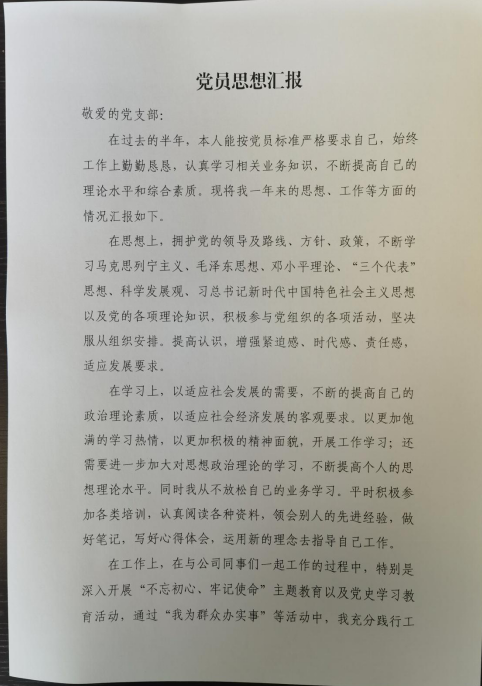 党员思想汇报
敬爱的党支部：
在过去的半年，本人能按党员标准严格要求自己，始终
工作上勤勤恳恳，认真学习相关业务知识，不断提高自己的
理论水平和综合素质。现将我一年来的思想、工作等方面的
情况汇报如下。
在思想上，拥护党的领导及路线、方针、政策，不断学
习马克思列宁主义、毛泽东思想、邓小平理论、“三个代表”
思想、科学发展观、习总书记新时代中国特色社会主义思想
以及党的各项理论知识，积极参与党组织的各项活动，坚决
服从组织安排。提高认识，增强紧迫感、时代感、责任感，
适应发展要求。
在学习上，以适应社会发展的需要，不断的提高自己的
政治理论素质，以适应社会经济发展的客观要求。以更加饱
满的学习热情，以更加积极的精神面貌，开展工作学习；还
需要进一步加大对思想政治理论的学习，不断提高个人的思
想理论水平。同时我从不放松自己的业务学习。平时积极参
加各类培训，认真阅读各种资料，领会别人的先进经验，做
好笔记，写好心得体会，运用新的理念去指导自己工作。
在工作上，在与公司同事们一起工作的过程中，特别是
深入开展“不忘初心、牢记使命”主题教育以及党史学习教
育活动，通过“我为群众办实事”等活动中，我充分践行工